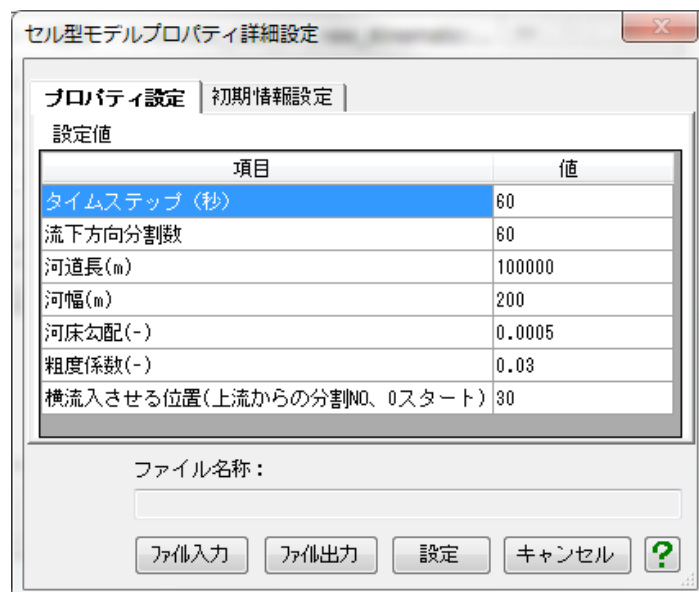 セル型モデルプロパティ詳細設定
プロパティ設定 初期情報設定
設定値
項目 値
タイムステップ (秒) 60
流下方向分割数 60
河道長(m) 100000
河幅(m) 200
河床勾配(-) 0.0005
粗度係数(-) 0.03
横流入させる位置(上流からの分割NO、0スタート) 30
ファイル名称：
ﾌｧｲﾙ入力 ﾌｧｲﾙ出力 設定 キャンセル ?